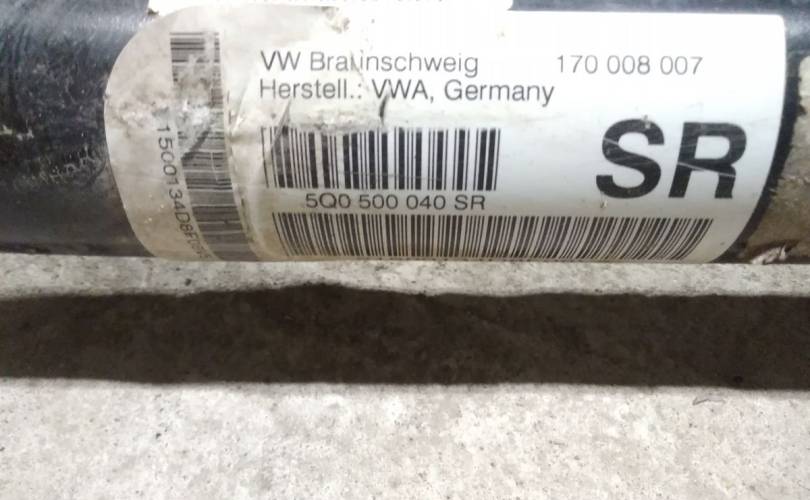 VW Braunschweig 170 008 007
Herstell.: VWA, Germany
SR
5Q0 500 040 SR